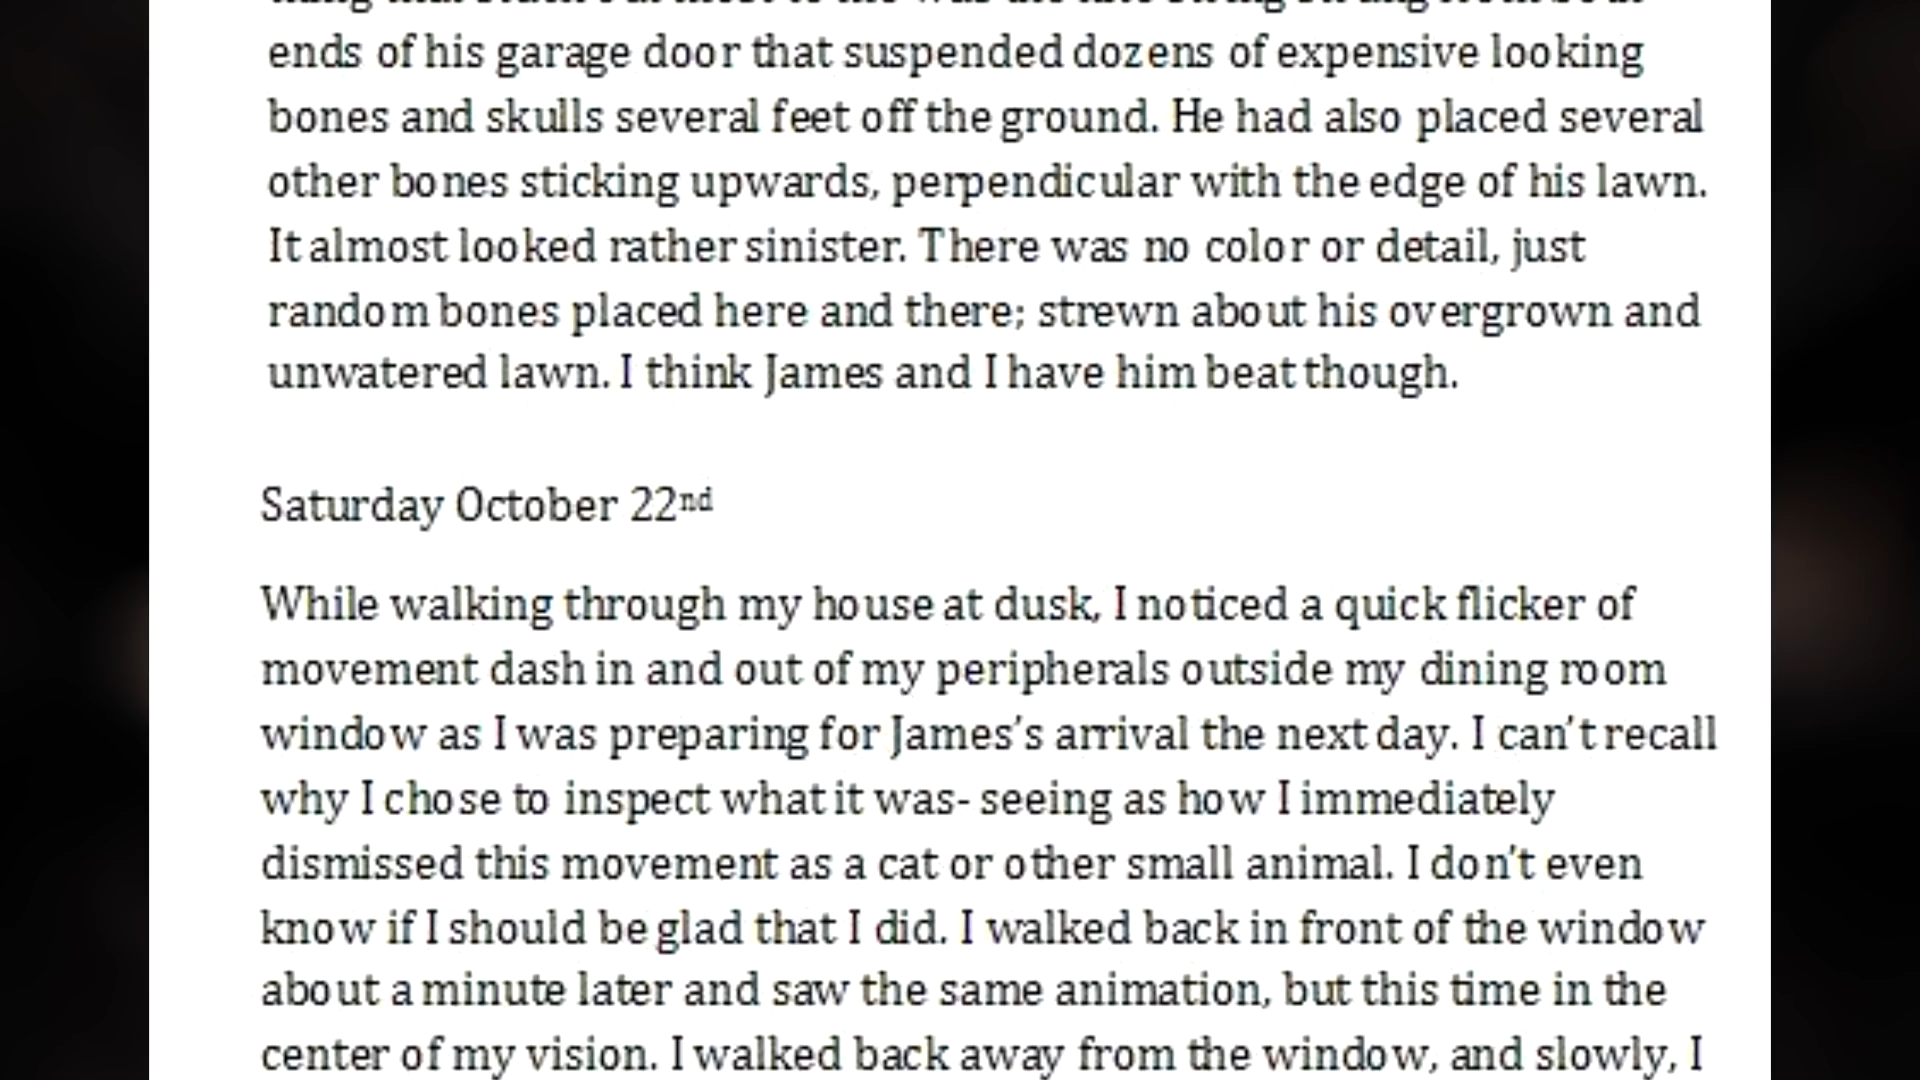 ends of his garage door that suspended dozens of expensive looking
bones and skulls several feet off the ground. He had also placed several
other bones sticking upwards, perpendicular with the edge of his lawn.
It almost looked rather sinister. There was no color or detail, just
random bones placed here and there; strewn about his overgrown and
unwatered lawn. I think James and I have him beat though.
Saturday October 22nd
While walking through my house at dusk, I noticed a quick flicker of
movement dash in and out of my peripherals outside my dining room
window as I was preparing for James’s arrival the next day. I can’t recall
why I chose to inspect what it was- seeing as how I immediately
dismissed this movement as a cat or other small animal. I don’t even
know if I should be glad that I did. I walked back in front of the window
about a minute later and saw the same animation, but this time in the
center of my vision. I walked back away from the window, and slowly, I